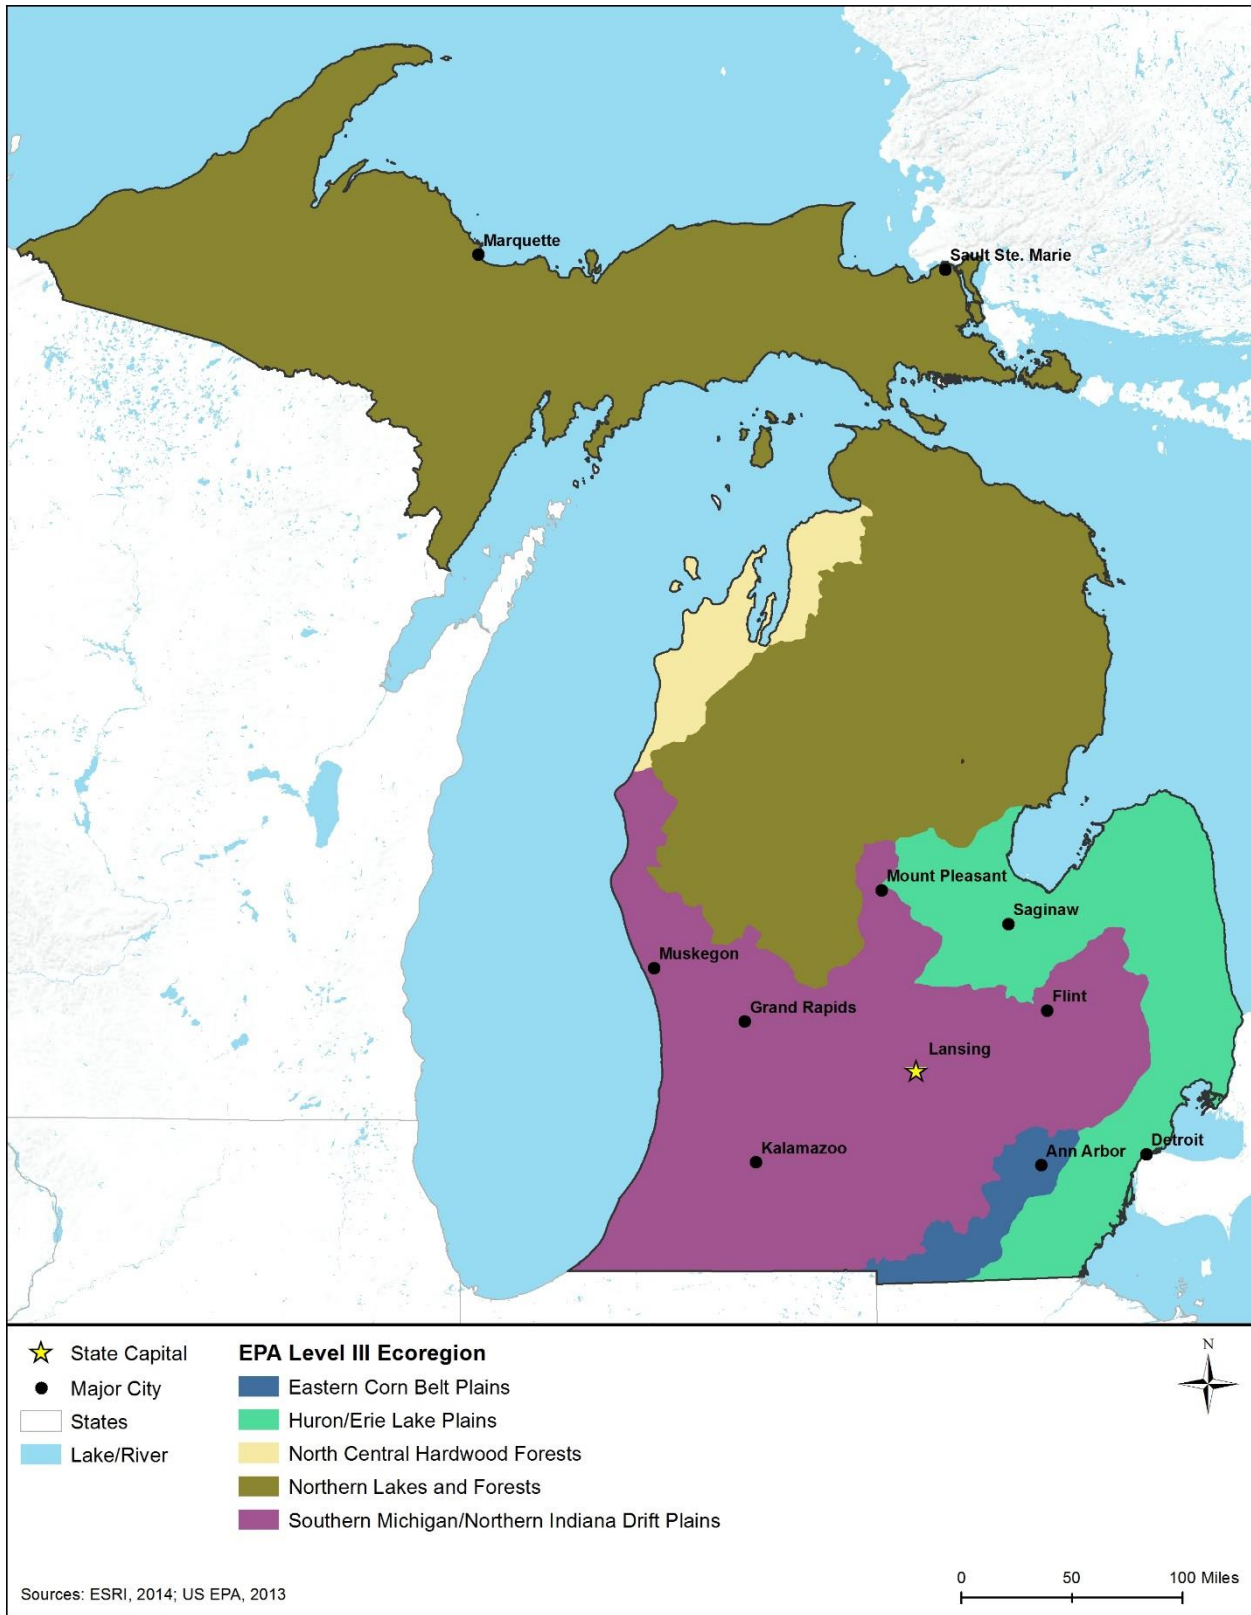 Marquette
Sault Ste. Marie
Mount Pleasant
Saginaw
Muskegon
Grand Rapids
Flint
Lansing
Kalamazoo
Ann Arbor
Detroit
State Capital
Major City
States
Lake/River
EPA Level III Ecoregion
Eastern Corn Belt Plains
Huron/Erie Lake Plains
North Central Hardwood Forests
Northern Lakes and Forests
Southern Michigan/Northern Indiana Drift Plains
N
Sources: ESRI, 2014; US EPA, 2013
0 50 100 Miles